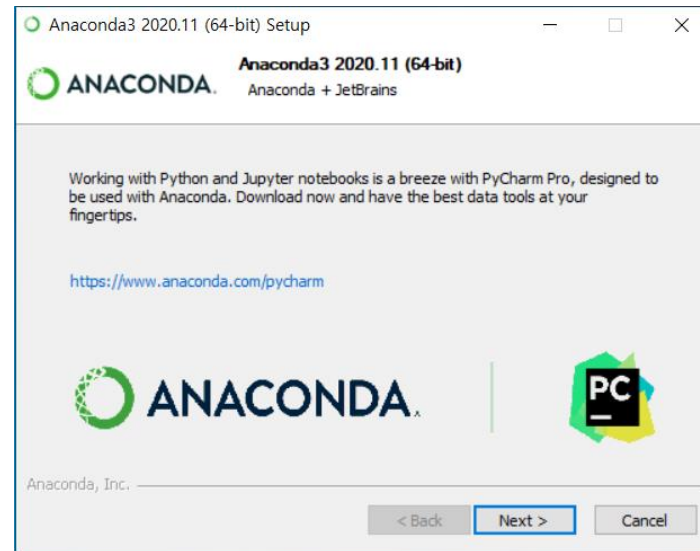 Anaconda3 2020.11 (64-bit) Setup
Anaconda3 2020.11 (64-bit)
ANACONDA.
Anaconda + JetBrains
Working with Python and Jupyter notebooks is a breeze with PyCharm Pro, designed to
be used with Anaconda. Download now and have the best data tools at your
fingertips.
https://www.anaconda.com/pycharm
ANACONDA.
PC
Anaconda, Inc.
< Back
Next >
Cancel